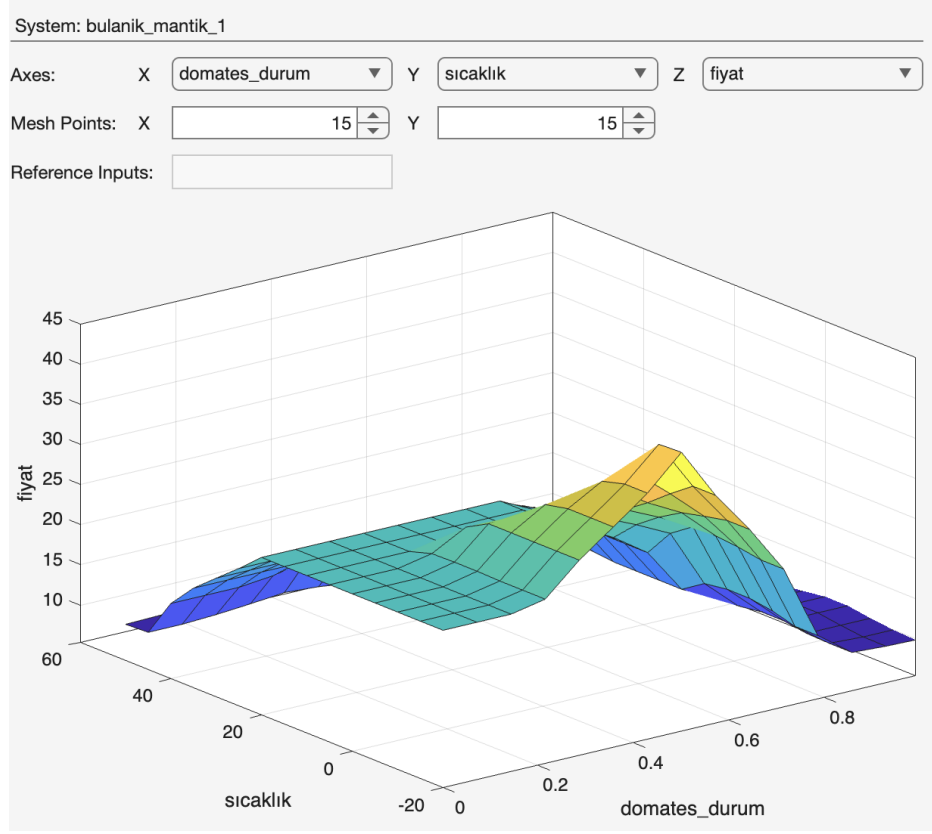 System: bulanik_mantik_1
Axes: X domates_durum Y sıcaklık Z fiyat
Mesh Points: X 15 Y 15
Reference Inputs:
45
40
35
30
25
20
15
10
fiyat
60
40
20
0
-20
sıcaklık
0
0.2
0.4
0.6
0.8
domates_durum